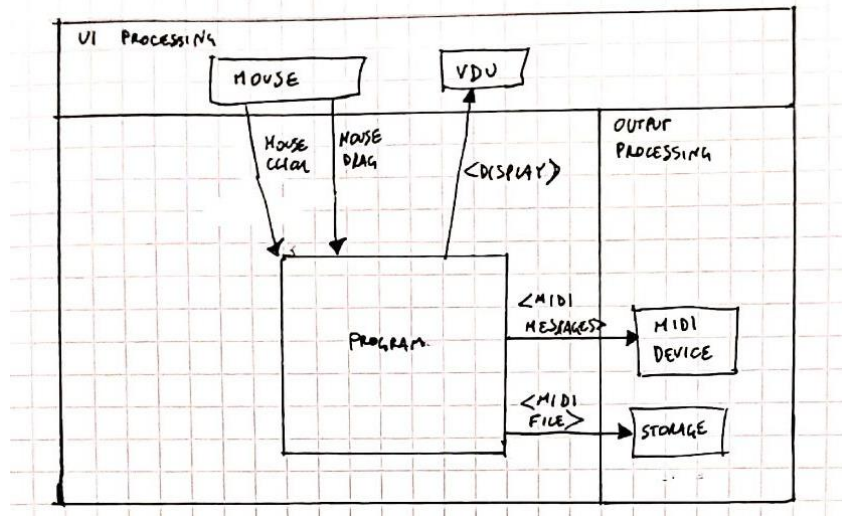 UI PROCESSING
MOUSE
VDU
MOUSE
CLICK
MOUSE
DRAG
<DISPLAY>
OUTPUT
PROCESSING
PROGRAM
<MIDI
MESSAGES>
MIDI
DEVICE
<MIDI
FILE>
STORAGE